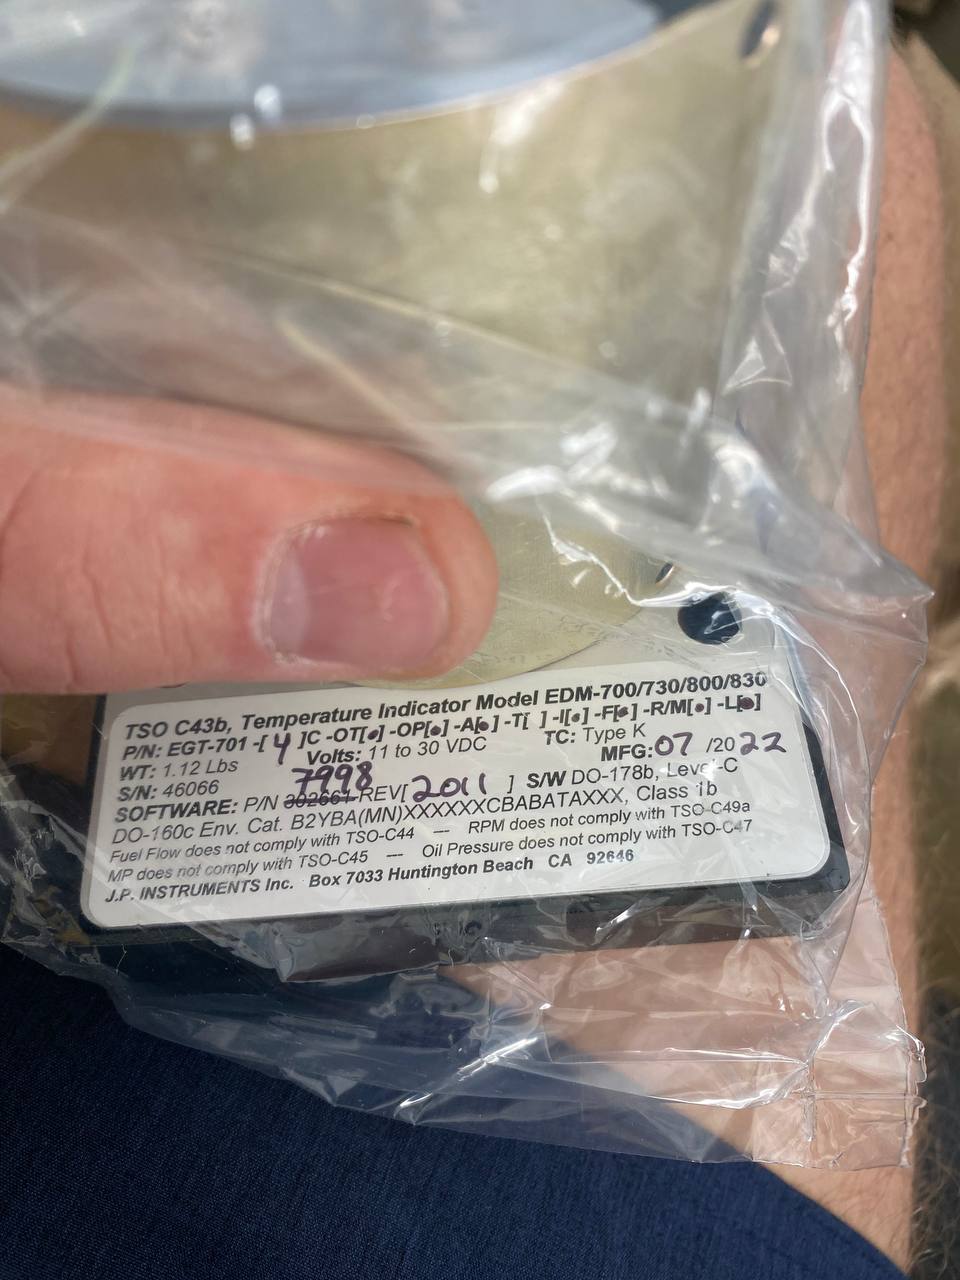 TSO C43b, Temperature Indicator Model EDM-700/730/800/830
P/N: EGT-701 -[ 4 ]C -OT[•] -OP[•] -A[•] -T[ ] -I[•] -F[•] -R/M[•] -L[•]
WT: 1.12 Lbs Volts: 11 to 30 VDC TC: Type K
S/N: 46066 MFG: 07 /2022
7998
SOFTWARE: P/N 302661 REV[ 2011 ] S/W DO-178b, Level-C
DO-160c Env. Cat. B2YBA(MN)XXXXXXCBABATAXXX, Class 1b
Fuel Flow does not comply with TSO-C44 — RPM does not comply with TSO-C49a
MP does not comply with TSO-C45 — Oil Pressure does not comply with TSO-C47
J.P. INSTRUMENTS Inc. Box 7033 Huntington Beach CA 92646